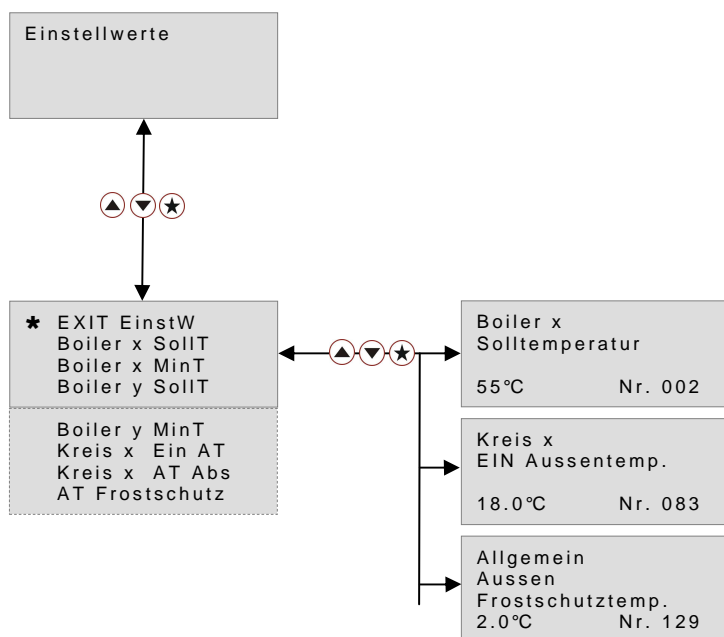 Einstellwerte
EXIT EinstW
Boiler x SollT
Boiler x MinT
Boiler y SollT
Boiler y MinT
Kreis x Ein AT
Kreis x AT Abs
AT Frostschutz
Boiler x
Solltemperatur
55°C Nr. 002
Kreis x
EIN Aussentemp.
18.0°C Nr. 083
Allgemein
Aussen
Frostschutztemp.
2.0°C Nr. 129